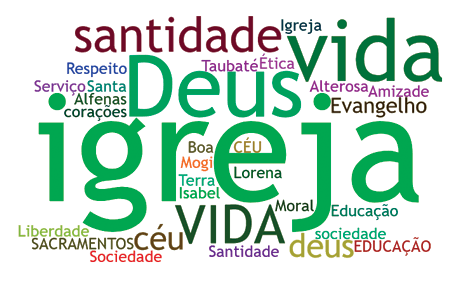 santidade
Igreja
vida
Respeito
Taubaté
Ética
Deus
Serviço
Santa
Alterosa
Amizade
Alfenas
Evangelho
corações
igreja
Boa
CÉU
Mogi
Lorena
Terra
Isabel
VIDA
Moral
Educação
Liberdade
SACRAMENTOS
céu
sociedade
deus
EDUCAÇÃO
Sociedade
Santidade